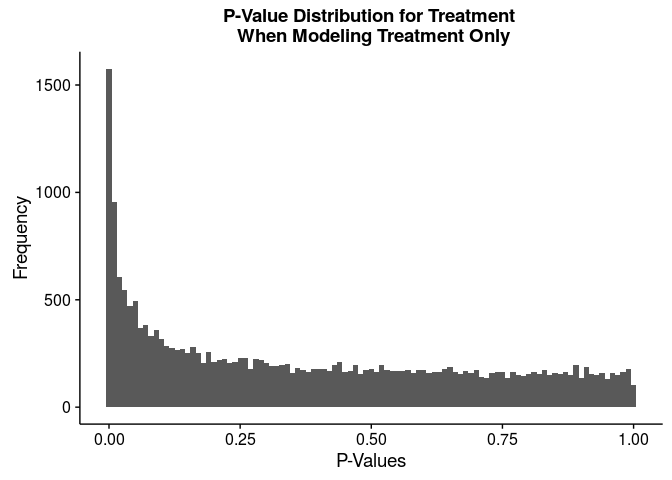 P-Value Distribution for Treatment
When Modeling Treatment Only
1500
1000
500
0
Frequency
0.00 0.25 0.50 0.75 1.00
P-Values